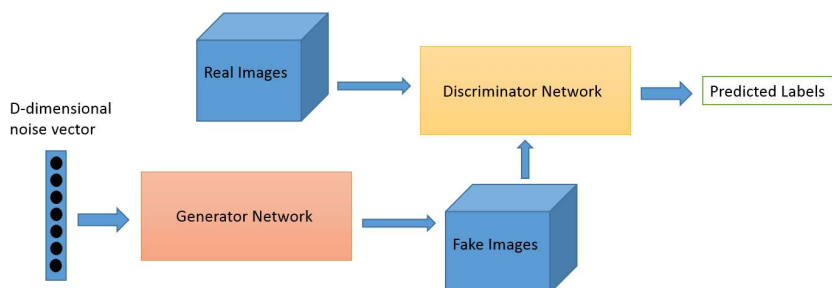 Real Images
Discriminator Network
Predicted Labels
D-dimensional
noise vector
Generator Network
Fake Images